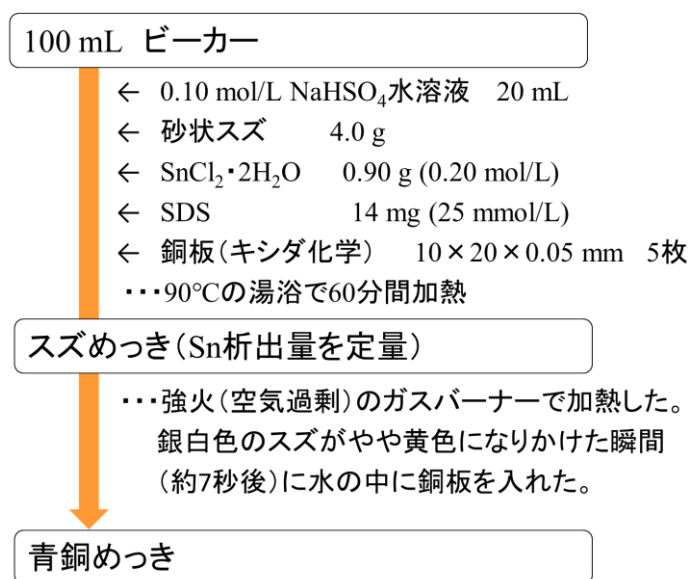 100 mL ビーカー
← 0.10 mol/L NaHSO₄水溶液 20 mL
← 砂状スズ 4.0 g
← SnCl₂・2H₂O 0.90 g (0.20 mol/L)
← SDS 14 mg (25 mmol/L)
← 銅板(キシダ化学) 10×20×0.05 mm 5枚
・・・90℃の湯浴で60分間加熱
スズめっき(Sn析出量を定量)
・・・強火(空気過剰)のガスバーナーで加熱した。
銀白色のスズがやや黄色になりかけた瞬間
(約7秒後)に水の中に銅板を入れた。
青銅めっき